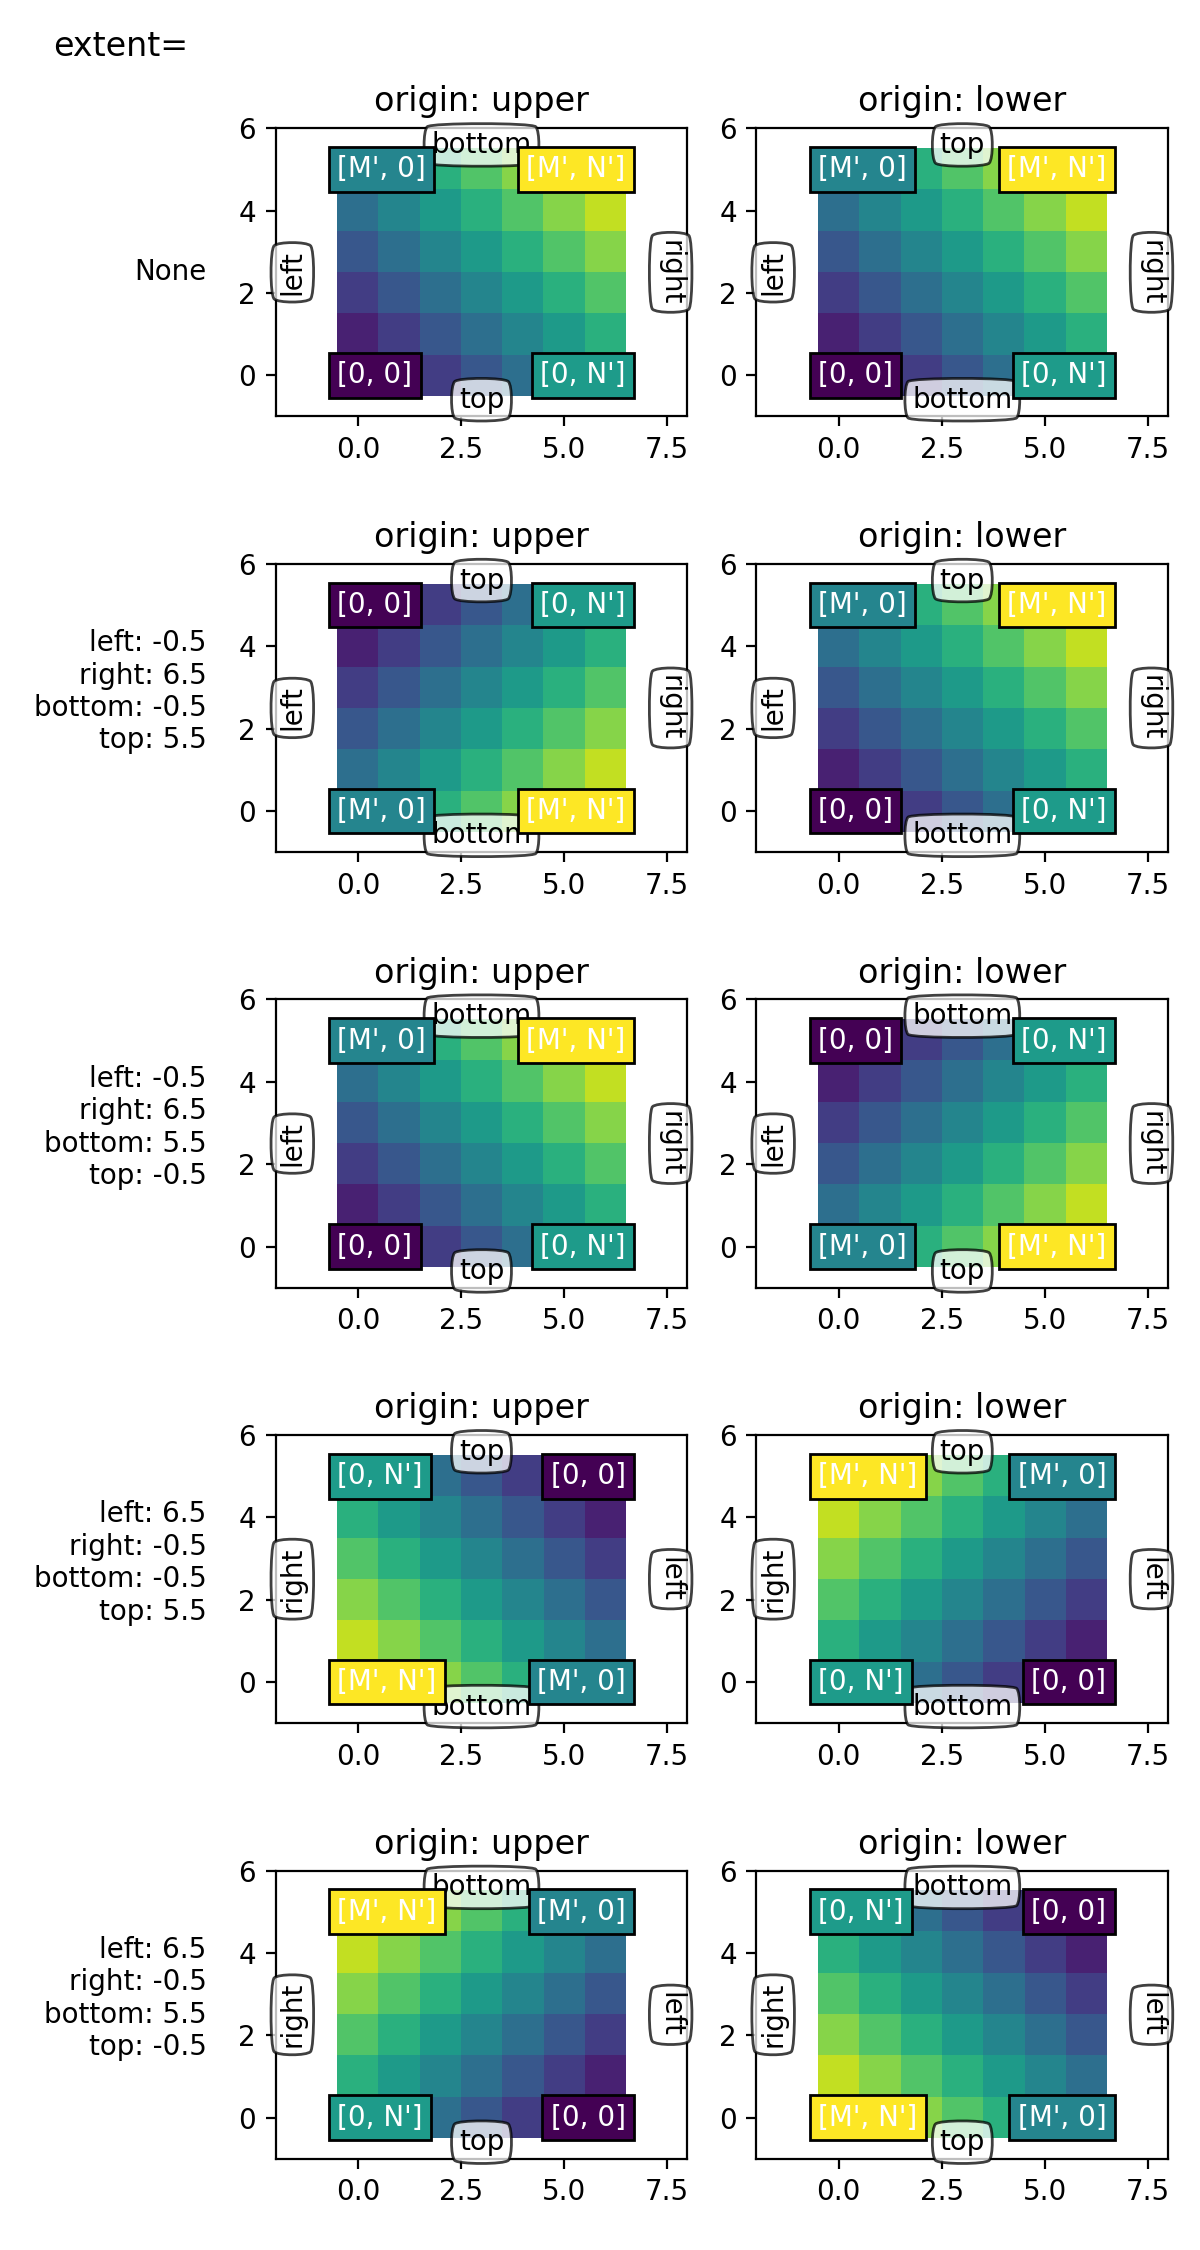 extent=
origin: upper
origin: lower
6
bottom
[M', 0]
[M', N']
4
None
left
right
2
0
[0, 0]
[0, N']
top
0.0
2.5
5.0
7.5
6
top
[M', 0]
[M', N']
4
left
right
2
0
[0, 0]
[0, N']
bottom
0.0
2.5
5.0
7.5
origin: upper
origin: lower
left: -0.5
right: 6.5
bottom: -0.5
top: 5.5
6
top
[0, 0]
[0, N']
4
left
right
2
0
[M', 0]
[M', N']
bottom
0.0
2.5
5.0
7.5
6
top
[M', 0]
[M', N']
4
left
right
2
0
[0, 0]
[0, N']
bottom
0.0
2.5
5.0
7.5
origin: upper
origin: lower
left: -0.5
right: 6.5
bottom: 5.5
top: -0.5
6
bottom
[M', 0]
[M', N']
4
left
right
2
0
[0, 0]
[0, N']
top
0.0
2.5
5.0
7.5
6
bottom
[0, 0]
[0, N']
4
left
right
2
0
[M', 0]
[M', N']
top
0.0
2.5
5.0
7.5
origin: upper
origin: lower
left: 6.5
right: -0.5
bottom: -0.5
top: 5.5
6
top
[0, N']
[0, 0]
4
right
left
2
0
[M', N']
[M', 0]
bottom
0.0
2.5
5.0
7.5
6
top
[M', N']
[M', 0]
4
right
left
2
0
[0, N']
[0, 0]
bottom
0.0
2.5
5.0
7.5
origin: upper
origin: lower
left: 6.5
right: -0.5
bottom: 5.5
top: -0.5
6
bottom
[M', N']
[M', 0]
4
right
left
2
0
[0, N']
[0, 0]
top
0.0
2.5
5.0
7.5
6
bottom
[0, N']
[0, 0]
4
right
left
2
0
[M', N']
[M', 0]
top
0.0
2.5
5.0
7.5